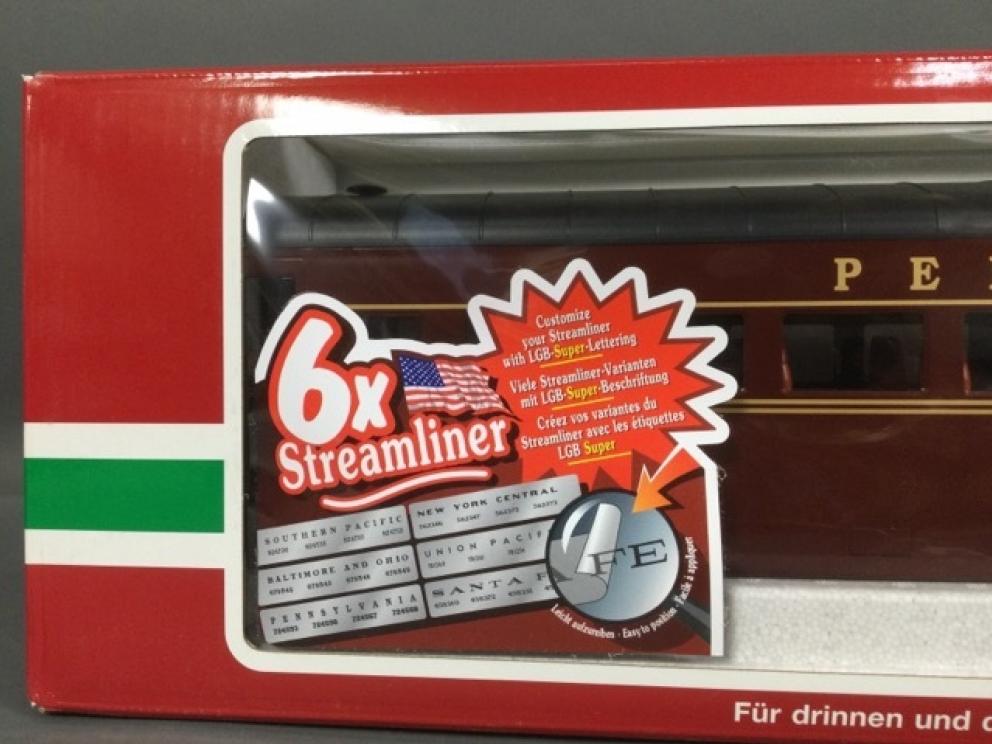 P E
6x
Streamliner
Customize
your Streamliner
with LGB-Super-Lettering
Viele Streamliner-Varianten
mit LGB-Super-Beschriftung
Créez vos variantes du
Streamliner avec les étiquettes
LGB Super
SOUTHERN PACIFIC
NEW YORK CENTRAL
BALTIMORE AND OHIO
UNION PACIF
PENNSYLVANIA
SANTA FE
FE
Leicht aufzureiben · Easy to position · Facile à appliquer
Für drinnen und d